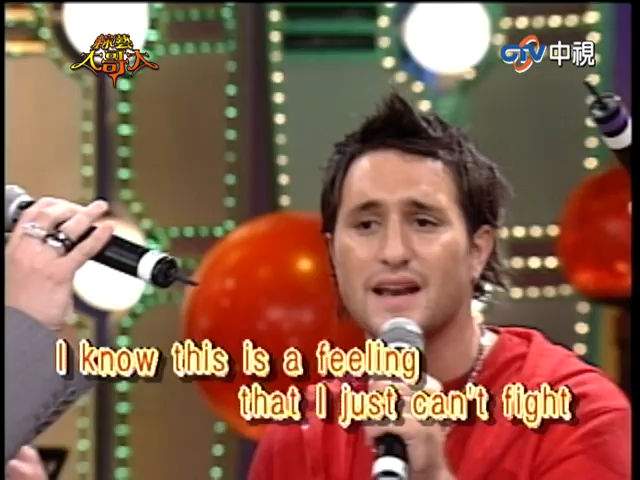 綜藝
大哥大
CTV中視
I know this is a feeling
that I just can't fight